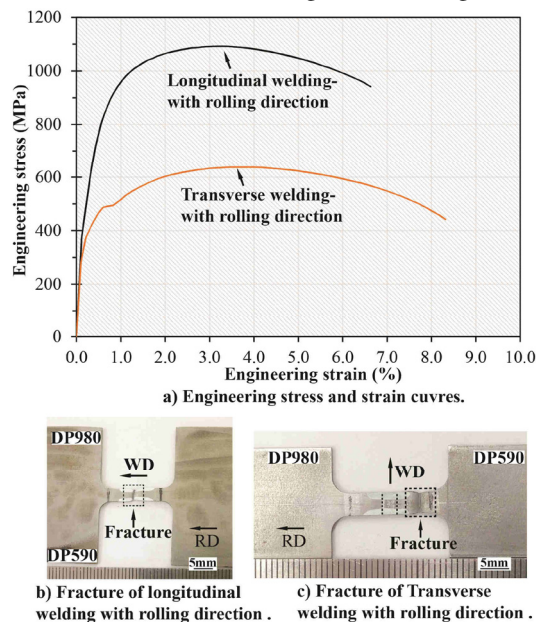 1200
1000
800
600
400
200
0
Engineering stress (MPa)
Longitudinal welding-
with rolling direction
Transverse welding-
with rolling direction
0.0 1.0 2.0 3.0 4.0 5.0 6.0 7.0 8.0 9.0 10.0
Engineering strain (%)
a) Engineering stress and strain cuvres.
DP980
WD
Fracture
RD
DP590
5mm
b) Fracture of longitudinal
welding with rolling direction .
DP980
DP590
WD
RD
Fracture
5mm
c) Fracture of Transverse
welding with rolling direction .